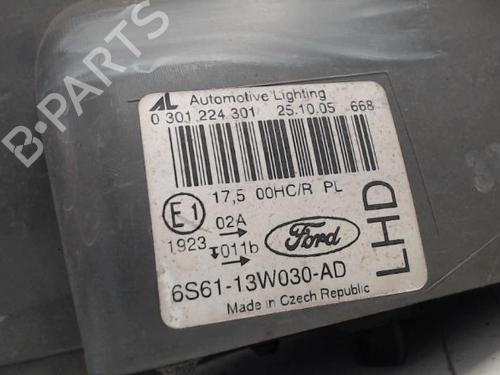 B-PARTS
AL Automotive Lighting
0 301 224 301 25.10.05 668
17,5 00HC/R PL
E1 02A
1923 011b
Ford
LHD
6S61-13W030-AD
Made in Czech Republic